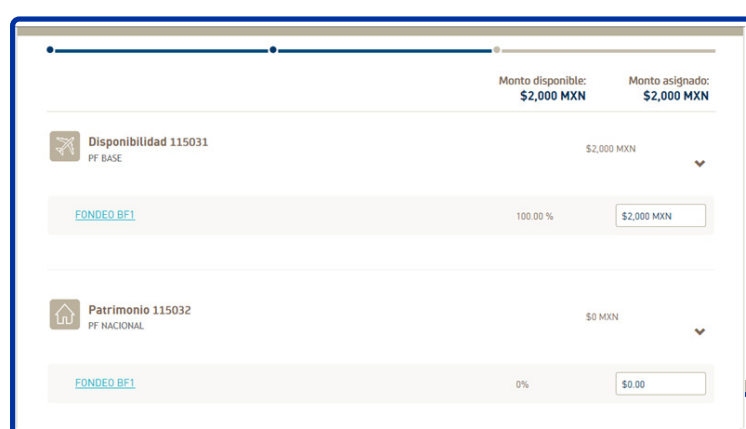 Monto disponible: Monto asignado:
$2,000 MXN $2,000 MXN
Disponibilidad 115031
PF BASE
$2,000 MXN
FONDEO BF1 100.00 % $2,000 MXN
Patrimonio 115032
PF NACIONAL
$0 MXN
FONDEO BF1 0% $0.00